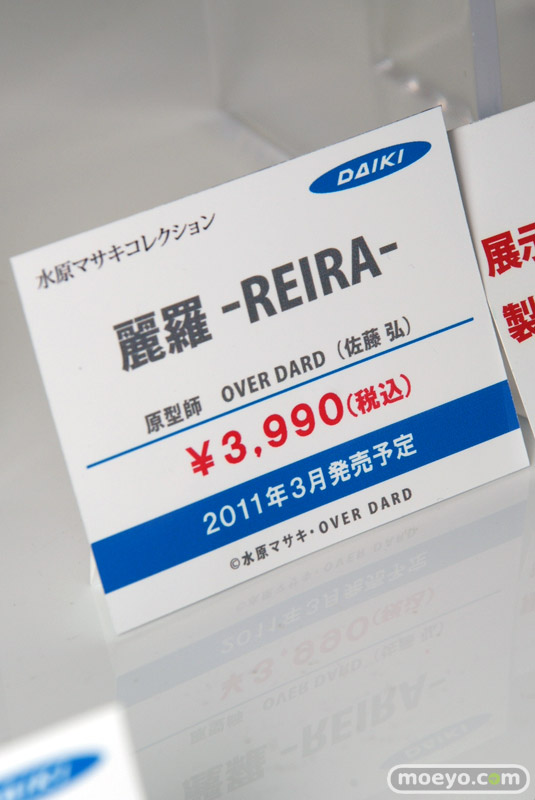 DAIKI
水原マサキコレクション
麗羅 -REIRA-
原型師 OVER DARD（佐藤 弘）
¥3,990(税込)
2011年3月発売予定
©水原マサキ・OVER DARD
展示
製
moeyo.com